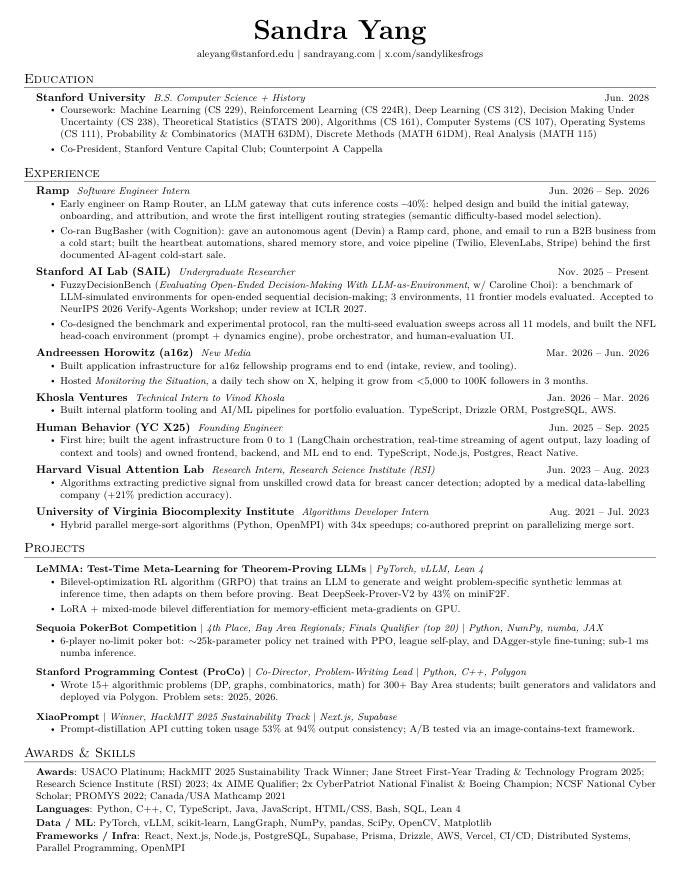 Sandra Yang
aleyang@stanford.edu | sandrayang.com | x.com/sandylikesfrogs
Education
Stanford University B.S. Computer Science + History Jun. 2028
• Coursework: Machine Learning (CS 229), Reinforcement Learning (CS 224R), Deep Learning (CS 312), Decision Making Under
Uncertainty (CS 238), Theoretical Statistics (STATS 200), Algorithms (CS 161), Computer Systems (CS 107), Operating Systems
(CS 111), Probability & Combinatorics (MATH 63DM), Discrete Methods (MATH 61DM), Real Analysis (MATH 115)
• Co-President, Stanford Venture Capital Club; Counterpoint A Cappella
Experience
Ramp Software Engineer Intern Jun. 2026 – Sep. 2026
• Early engineer on Ramp Router, an LLM gateway that cuts inference costs ~40%: helped design and build the initial gateway,
onboarding, and attribution, and wrote the first intelligent routing strategies (semantic difficulty-based model selection).
• Co-ran BugBasher (with Cognition): gave an autonomous agent (Devin) a Ramp card, phone, and email to run a B2B business from
a cold start; built the heartbeat automations, shared memory store, and voice pipeline (Twilio, ElevenLabs, Stripe) behind the first
documented AI-agent cold-start sale.
Stanford AI Lab (SAIL) Undergraduate Researcher Nov. 2025 – Present
• FuzzyDecisionBench (Evaluating Open-Ended Decision-Making With LLM-as-Environment, w/ Caroline Choi): a benchmark of
LLM-simulated environments for open-ended sequential decision-making; 3 environments, 11 frontier models evaluated. Accepted to
NeurIPS 2026 Verify-Agents Workshop; under review at ICLR 2027.
• Co-designed the benchmark and experimental protocol, ran the multi-seed evaluation sweeps across all 11 models, and built the NFL
head-coach environment (prompt + dynamics engine), probe orchestrator, and human-evaluation UI.
Andreessen Horowitz (a16z) New Media Mar. 2026 – Jun. 2026
• Built application infrastructure for a16z fellowship programs end to end (intake, review, and tooling).
• Hosted Monitoring the Situation, a daily tech show on X, helping it grow from <5,000 to 100K followers in 3 months.
Khosla Ventures Technical Intern to Vinod Khosla Jan. 2026 – Mar. 2026
• Built internal platform tooling and AI/ML pipelines for portfolio evaluation. TypeScript, Drizzle ORM, PostgreSQL, AWS.
Human Behavior (YC X25) Founding Engineer Jun. 2025 – Sep. 2025
• First hire; built the agent infrastructure from 0 to 1 (LangChain orchestration, real-time streaming of agent output, lazy loading of
context and tools) and owned frontend, backend, and ML end to end. TypeScript, Node.js, Postgres, React Native.
Harvard Visual Attention Lab Research Intern, Research Science Institute (RSI) Jun. 2023 – Aug. 2023
• Algorithms extracting predictive signal from unskilled crowd data for breast cancer detection; adopted by a medical data-labelling
company (+21% prediction accuracy).
University of Virginia Biocomplexity Institute Algorithms Developer Intern Aug. 2021 – Jul. 2023
• Hybrid parallel merge-sort algorithms (Python, OpenMPI) with 34x speedups; co-authored preprint on parallelizing merge sort.
Projects
LeMMA: Test-Time Meta-Learning for Theorem-Proving LLMs | PyTorch, vLLM, Lean 4
• Bilevel-optimization RL algorithm (GRPO) that trains an LLM to generate and weight problem-specific synthetic lemmas at
inference time, then adapts on them before proving. Beat DeepSeek-Prover-V2 by 43% on miniF2F.
• LoRA + mixed-mode bilevel differentiation for memory-efficient meta-gradients on GPU.
Sequoia PokerBot Competition | 4th Place, Bay Area Regionals; Finals Qualifier (top 20) | Python, NumPy, numba, JAX
• 6-player no-limit poker bot: ~25k-parameter policy net trained with PPO, league self-play, and DAgger-style fine-tuning; sub-1 ms
numba inference.
Stanford Programming Contest (ProCo) | Co-Director, Problem-Writing Lead | Python, C++, Polygon
• Wrote 15+ algorithmic problems (DP, graphs, combinatorics, math) for 300+ Bay Area students; built generators and validators and
deployed via Polygon. Problem sets: 2025, 2026.
XiaoPrompt | Winner, HackMIT 2025 Sustainability Track | Next.js, Supabase
• Prompt-distillation API cutting token usage 53% at 94% output consistency; A/B tested via an image-contains-text framework.
Awards & Skills
Awards: USACO Platinum; HackMIT 2025 Sustainability Track Winner; Jane Street First-Year Trading & Technology Program 2025;
Research Science Institute (RSI) 2023; 4x AIME Qualifier; 2x CyberPatriot National Finalist & Boeing Champion; NCSF National Cyber
Scholar; PROMYS 2022; Canada/USA Mathcamp 2021
Languages: Python, C++, C, TypeScript, Java, JavaScript, HTML/CSS, Bash, SQL, Lean 4
Data / ML: PyTorch, vLLM, scikit-learn, LangGraph, NumPy, pandas, SciPy, OpenCV, Matplotlib
Frameworks / Infra: React, Next.js, Node.js, PostgreSQL, Supabase, Prisma, Drizzle, AWS, Vercel, CI/CD, Distributed Systems,
Parallel Programming, OpenMPI